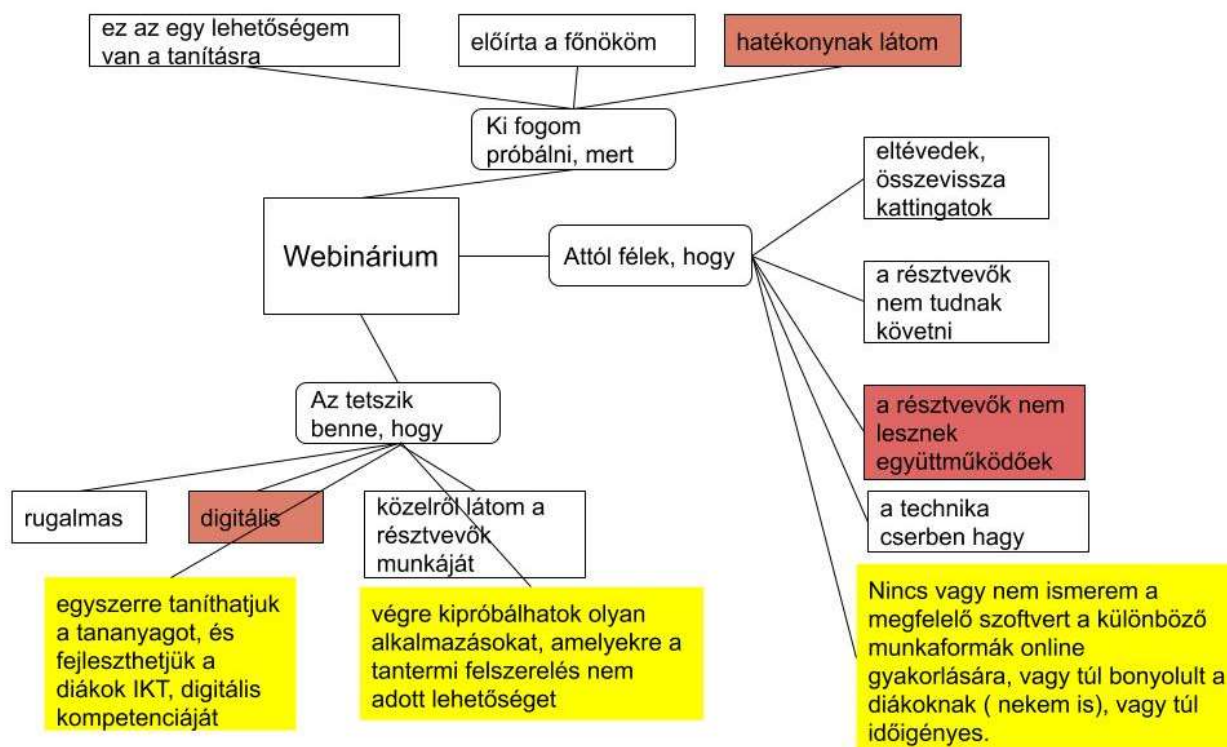 ez az egy lehetőségem
van a tanításra
előírta a főnököm
hatékonynak látom
Ki fogom
próbálni, mert
Webinárium
Attól félek, hogy
eltévedek,
összevissza
kattingatok
a résztvevők
nem tudnak
követni
a résztvevők nem
lesznek
együttműködőek
a technika
cserben hagy
Nincs vagy nem ismerem a
megfelelő szoftvert a különböző
munkaformák online
gyakorlására, vagy túl bonyolult a
diákoknak ( nekem is), vagy túl
időigényes.
Az tetszik
benne, hogy
rugalmas
digitális
közelről látom a
résztvevők
munkáját
egyszerre taníthatjuk
a tananyagot, és
fejleszthetjük a
diákok IKT, digitális
kompetenciáját
végre kipróbálhatok olyan
alkalmazásokat, amelyekre a
tantermi felszerelés nem
adott lehetőséget